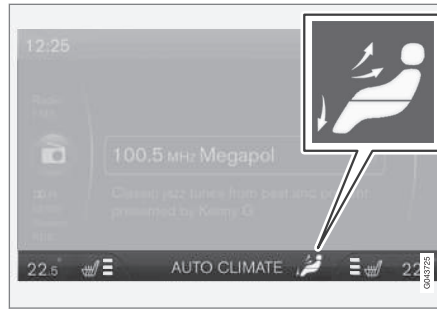 12:25
Radio
100.5 MHz Megapol
Classic jazz tunes from past and present
presented by Kenny G
22.5° AUTO CLIMATE 22
G043725